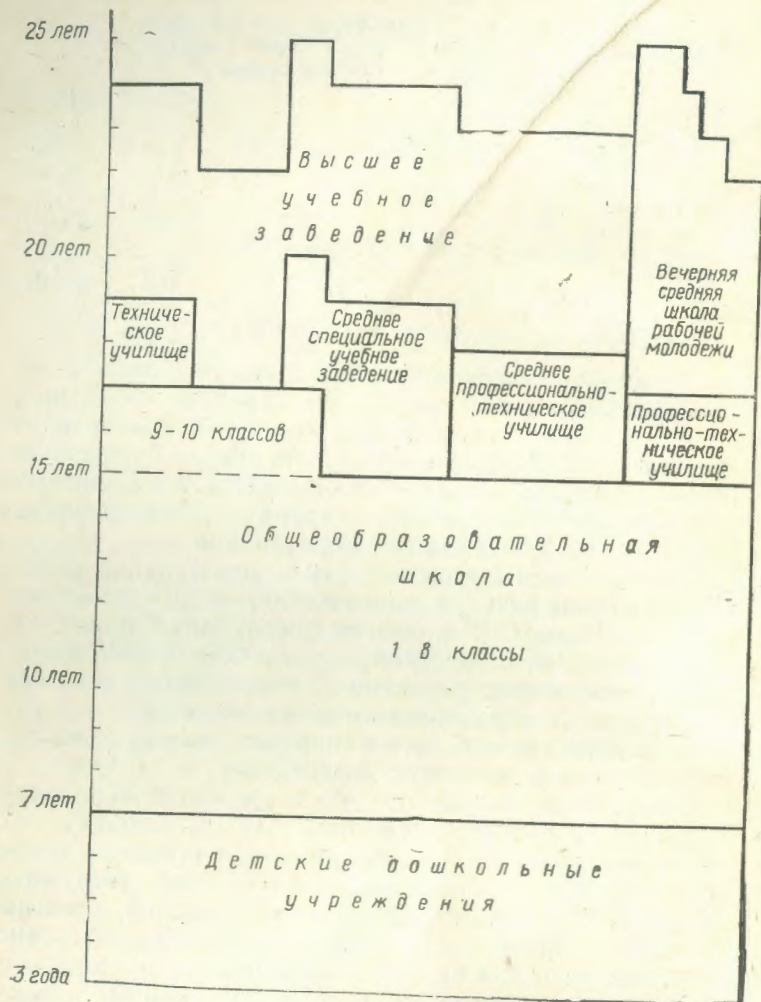 25 лет
Высшее
учебное
заведение
20 лет
Техниче-
ское
училище
Среднее
специальное
учебное
заведение
Среднее
профессионально-
техническое
училище
Вечерняя
средняя
школа
рабочей
молодежи
Профессио-
нально-тех-
ническое
училище
9-10 классов
15 лет
Общеобразовательная
школа
1 8 классы
10 лет
7 лет
Детские дошкольные
учреждения
3 года